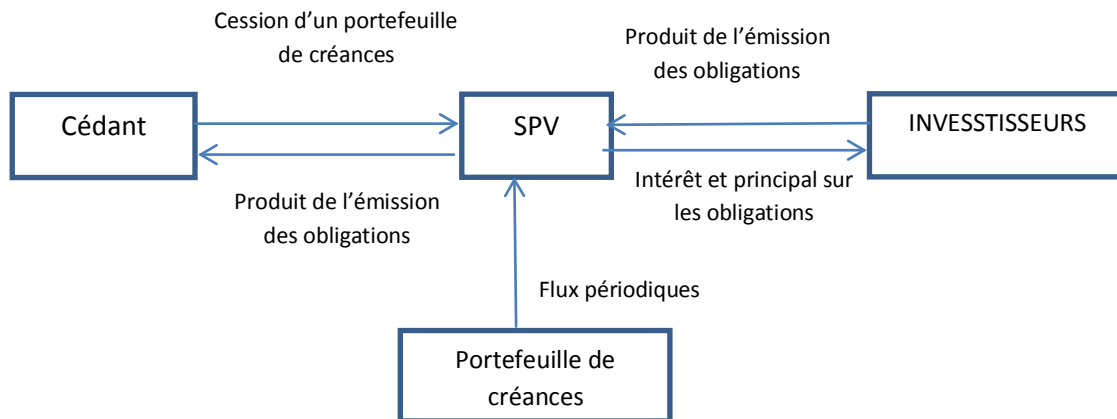 Cession d’un portefeuille
de créances
Produit de l’émission
des obligations
Cédant
SPV
INVESSTISSEURS
Produit de l’émission
des obligations
Intérêt et principal sur
les obligations
Flux périodiques
Portefeuille de
créances